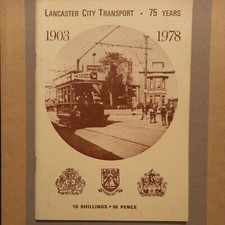 LANCASTER CITY TRANSPORT • 75 YEARS
1903 1978
10 SHILLINGS • 50 PENCE